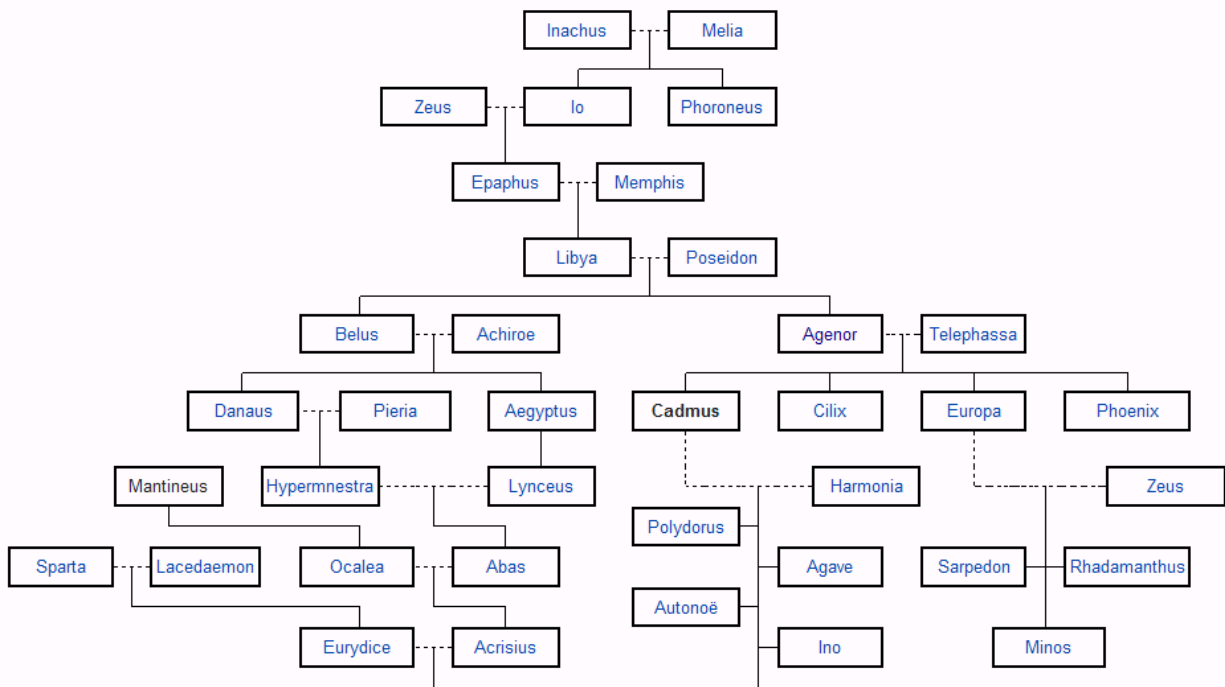 Inachus Melia
Zeus Io Phoroneus
Epaphus Memphis
Libya Poseidon
Belus Achiroe Agenor Telephassa
Danaus Pieria Aegyptus Cadmus Cilix Europa Phoenix
Mantineus Hypermnestra Lynceus Harmonia Zeus
Polydorus
Sparta Lacedaemon Ocalea Abas Agave Sarpedon Rhadamanthus
Autonoë
Eurydice Acrisius Ino Minos